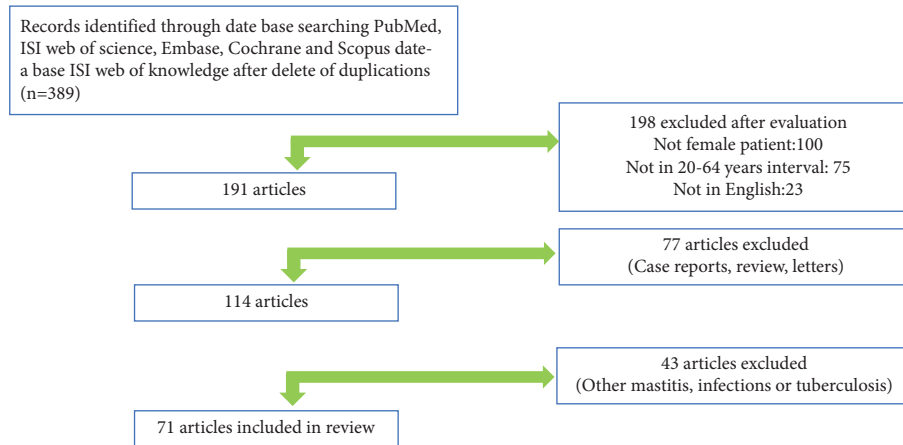 Records identified through date base searching PubMed,
ISI web of science, Embase, Cochrane and Scopus date-
a base ISI web of knowledge after delete of duplications
(n=389)
198 excluded after evaluation
Not female patient:100
Not in 20-64 years interval: 75
Not in English:23
191 articles
77 articles excluded
(Case reports, review, letters)
114 articles
43 articles excluded
(Other mastitis, infections or tuberculosis)
71 articles included in review